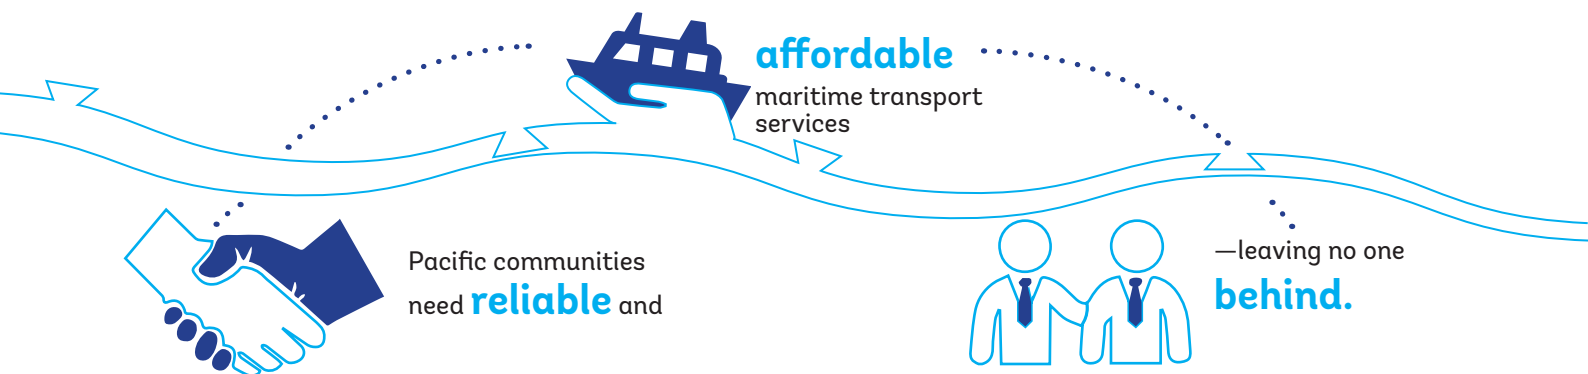 Pacific communities
need reliable and
affordable
maritime transport
services
—leaving no one
behind.